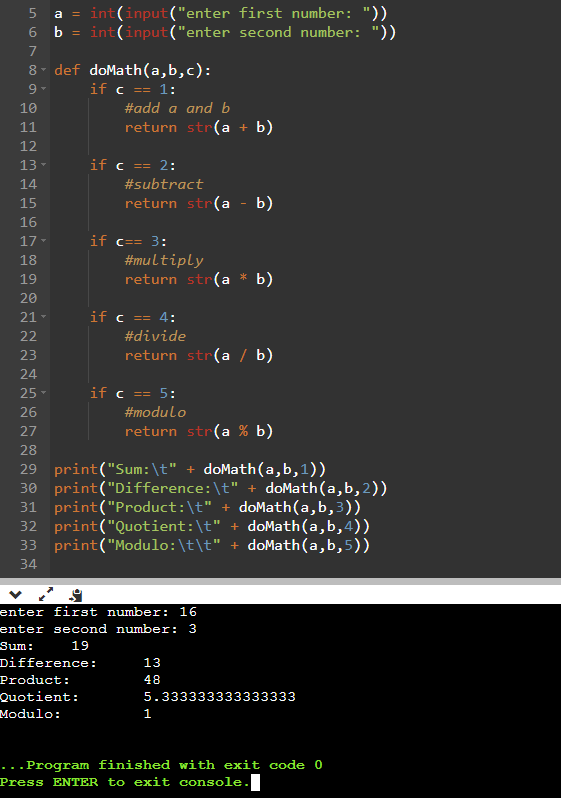 5 a = int(input("enter first number: "))
6 b = int(input("enter second number: "))
7
8 def doMath(a,b,c):
9     if c == 1:
10         #add a and b
11         return str(a + b)
12
13     if c == 2:
14         #subtract
15         return str(a - b)
16
17     if c== 3:
18         #multiply
19         return str(a * b)
20
21     if c == 4:
22         #divide
23         return str(a / b)
24
25     if c == 5:
26         #modulo
27         return str(a % b)
28
29 print("Sum:\t" + doMath(a,b,1))
30 print("Difference:\t" + doMath(a,b,2))
31 print("Product:\t" + doMath(a,b,3))
32 print("Quotient:\t" + doMath(a,b,4))
33 print("Modulo:\t\t" + doMath(a,b,5))
34
enter first number: 16
enter second number: 3
Sum:    19
Difference:     13
Product:        48
Quotient:       5.333333333333333
Modulo:         1
...Program finished with exit code 0
Press ENTER to exit console.